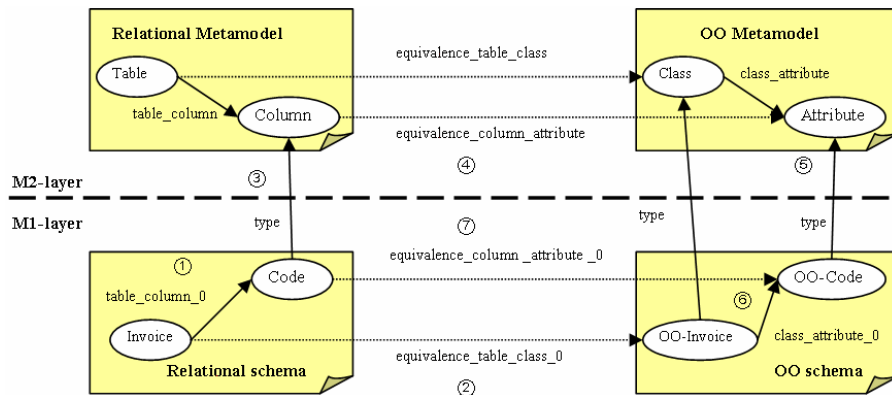 Relational Metamodel
OO Metamodel
equivalence_table_class
Table
Class
class_attribute
table_column
Column
Attribute
equivalence_column_attribute
③
④
⑤
M2-layer
M1-layer
type
⑦
type
type
①
equivalence_column _attribute _0
Code
OO-Code
table_column_0
⑥
Invoice
OO-Invoice
class_attribute_0
equivalence_table_class_0
Relational schema
②
OO schema